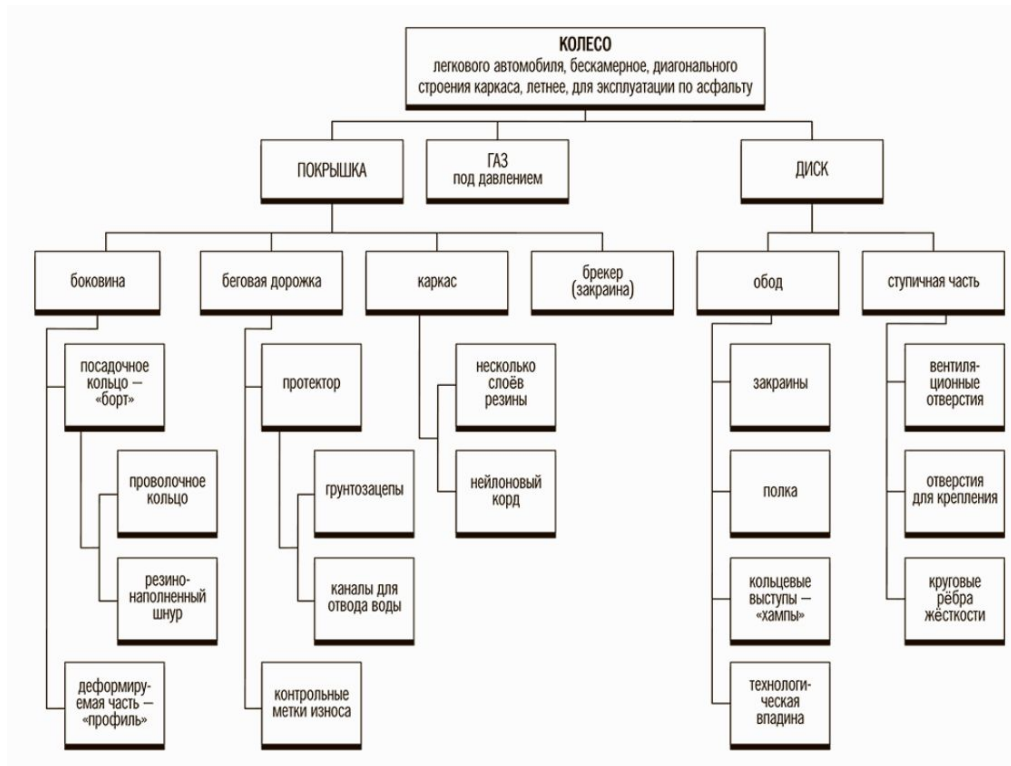 КОЛЕСО
легкового автомобиля, бескамерное, диагонального
строения каркаса, летнее, для эксплуатации по асфальту
ПОКРЫШКА
ГАЗ
под давлением
ДИСК
боковина
беговая дорожка
каркас
брекер
(закраина)
обод
ступичная часть
посадочное
кольцо –
«борт»
протектор
несколько
слоёв
резины
закраины
вентиля-
ционные
отверстия
проволочное
кольцо
грунтозацепы
нейлоновый
корд
полка
отверстия
для крепления
резино-
наполненный
шнур
каналы для
отвода воды
кольцевые
выступы –
«хампы»
круговые
рёбра
жёсткости
деформиру-
емая часть –
«профиль»
контрольные
метки износа
технологи-
ческая
впадина